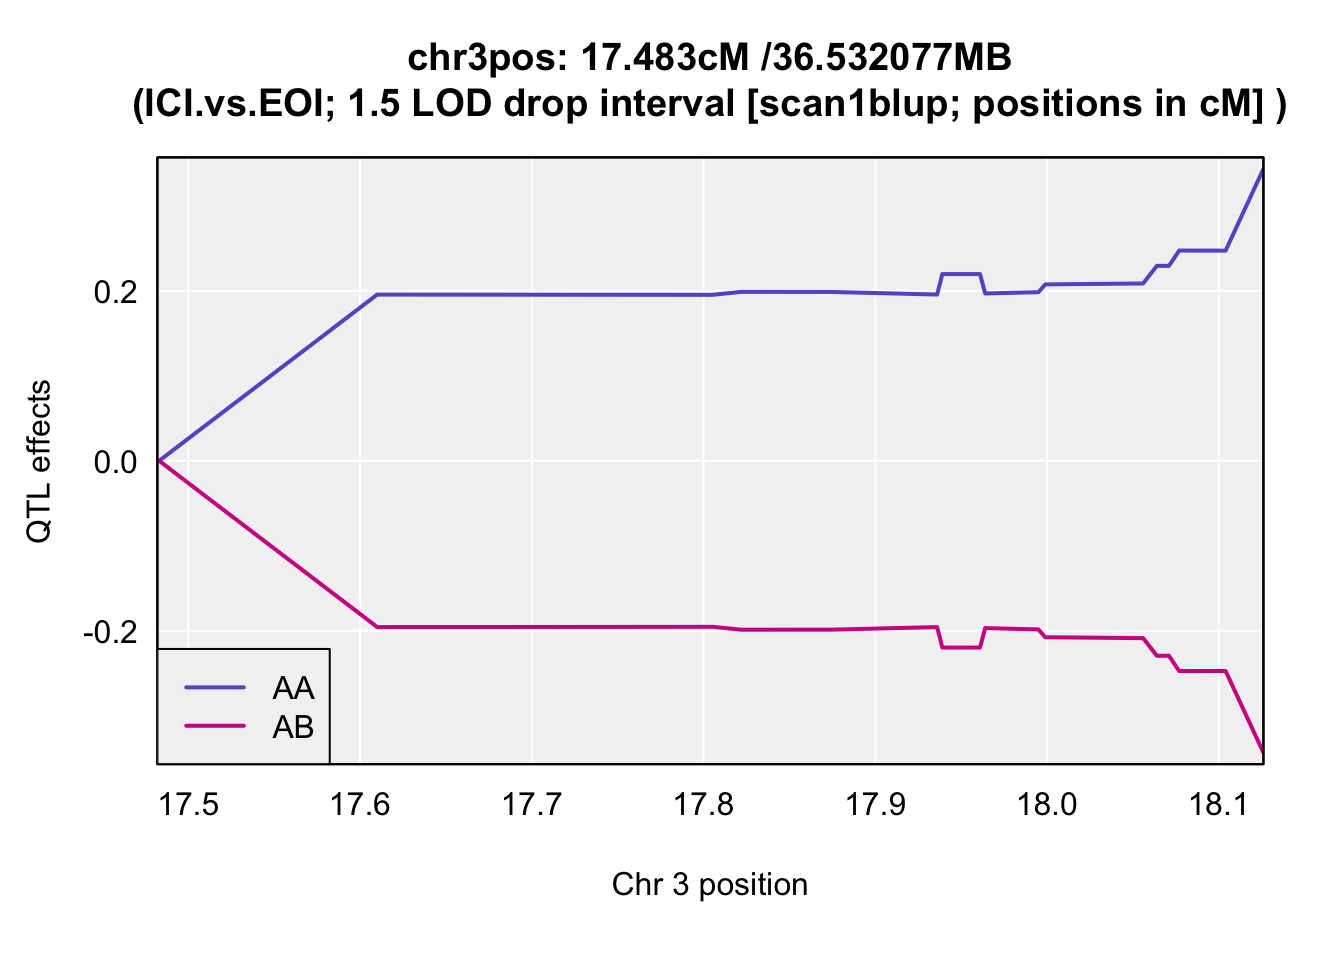 chr3pos: 17.483cM /36.532077MB
(ICI.vs.EOI; 1.5 LOD drop interval [scan1blup; positions in cM] )
QTL effects
0.2
0.0
-0.2
AA
AB
17.5 17.6 17.7 17.8 17.9 18.0 18.1
Chr 3 position